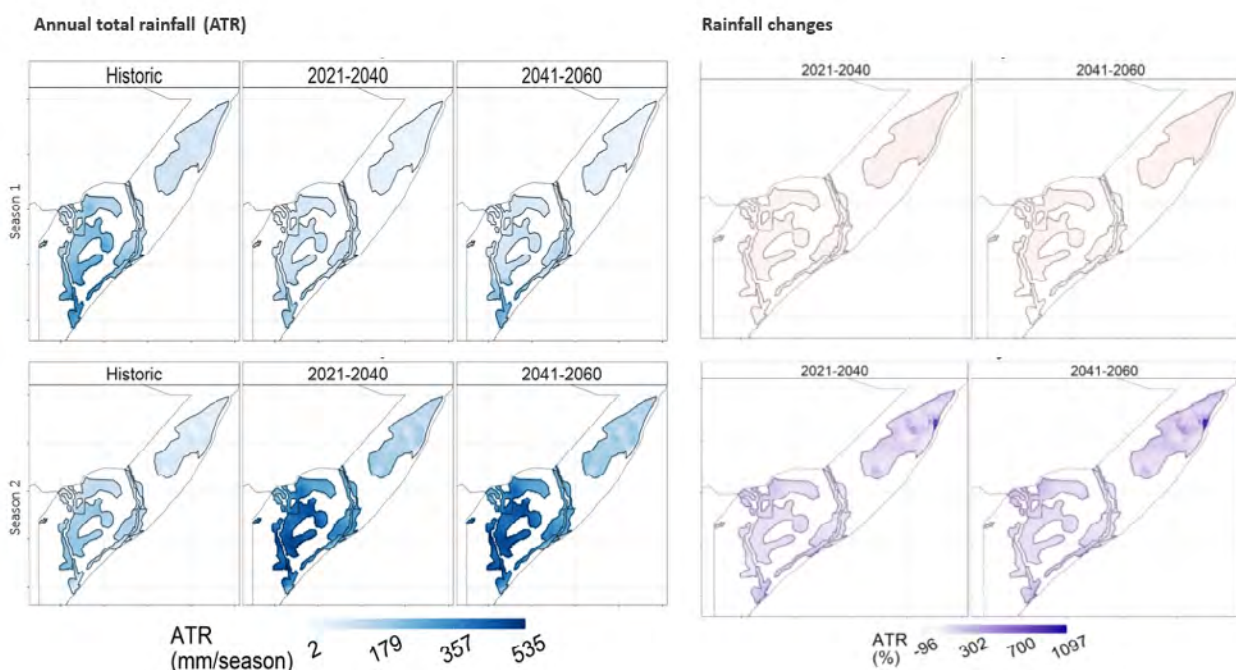 Annual total rainfall (ATR)
Rainfall changes
Historic
2021-2040
2041-2060
2021-2040
2041-2060
Season 1
Historic
2021-2040
2041-2060
2021-2040
2041-2060
Season 2
ATR
(mm/season)
2
179
357
535
ATR
(%)
-96
302
700
1097